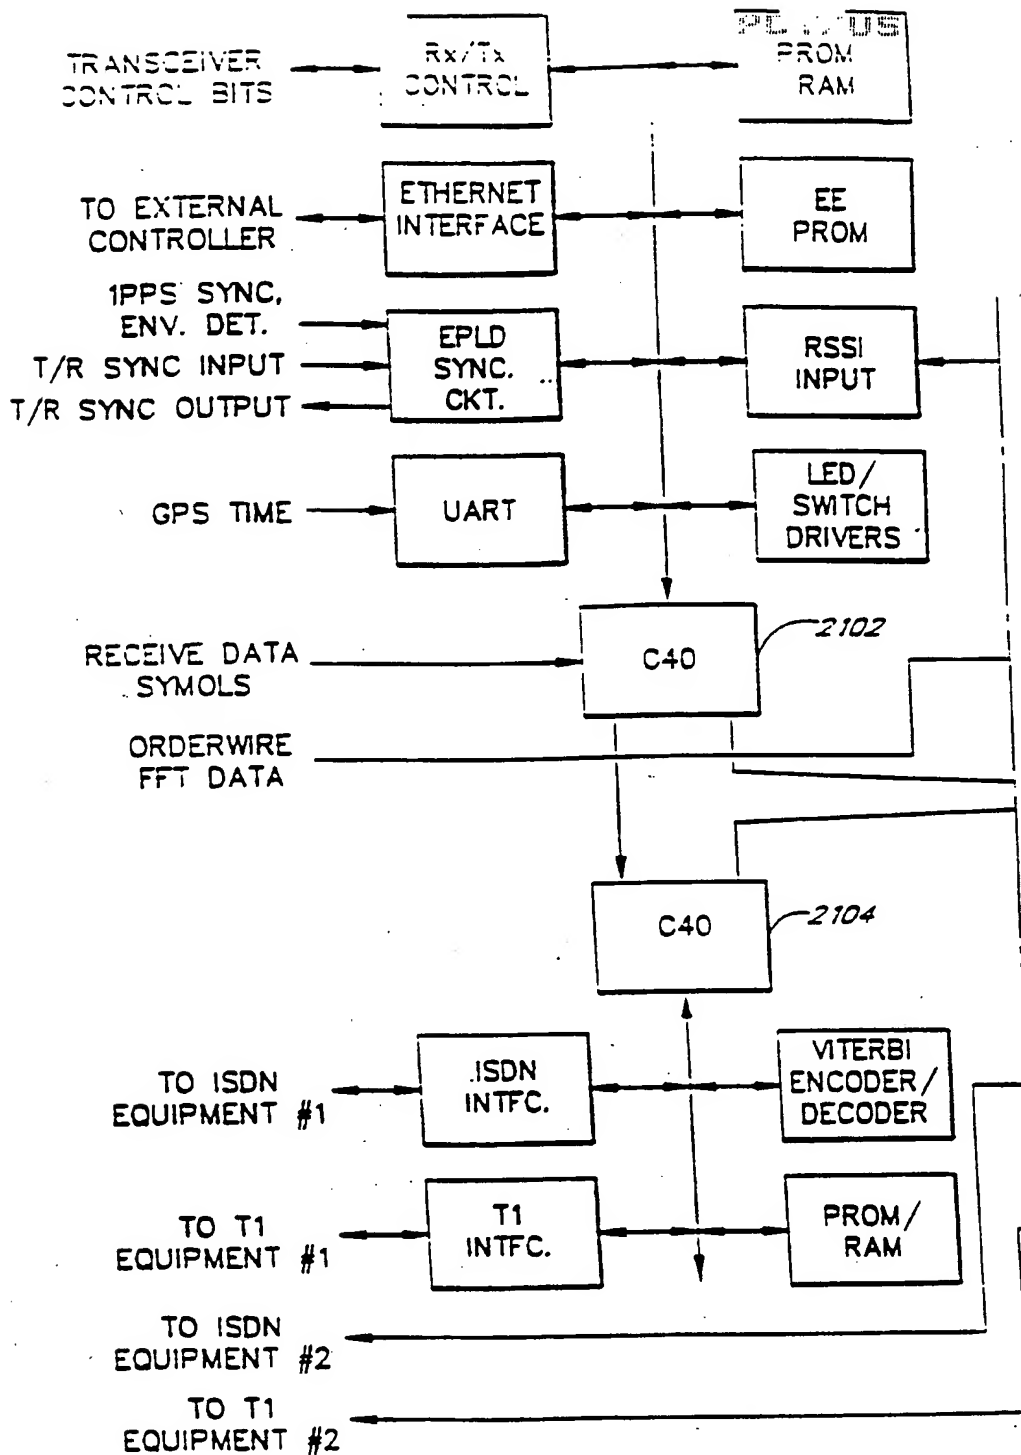 TRANSCEIVER
CONTROL BITS
Rx/Tx
CONTROL
PROM
RAM
TO EXTERNAL
CONTROLLER
ETHERNET
INTERFACE
EE
PROM
1PPS SYNC,
ENV. DET.
T/R SYNC INPUT
T/R SYNC OUTPUT
EPLD
SYNC.
CKT.
RSSI
INPUT
GPS TIME
UART
LED/
SWITCH
DRIVERS
RECEIVE DATA
SYMOLS
C40
2102
ORDERWIRE
FFT DATA
C40
2104
TO ISDN
EQUIPMENT #1
ISDN
INTFC.
VITERBI
ENCODER/
DECODER
TO T1
EQUIPMENT #1
T1
INTFC.
PROM/
RAM
TO ISDN
EQUIPMENT #2
TO T1
EQUIPMENT #2